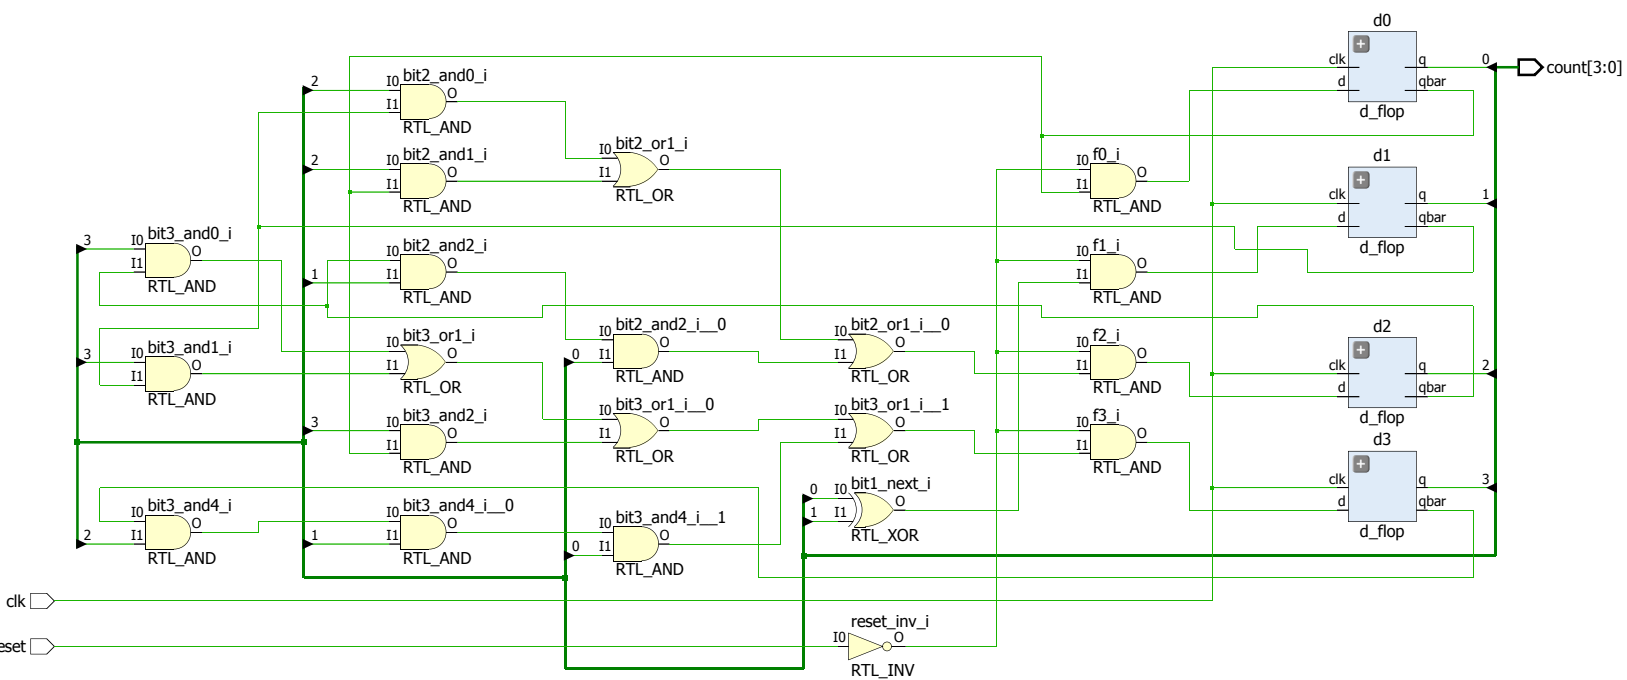 d0
clk
d
q
qbar
d_flop
0
count[3:0]
2
I0
I1
bit2_and0_i
O
RTL_AND
2
I0
I1
bit2_and1_i
O
RTL_AND
I0
I1
bit2_or1_i
O
RTL_OR
I0
I1
f0_i
O
RTL_AND
d1
clk
d
q
qbar
d_flop
1
3
I0
I1
bit3_and0_i
O
RTL_AND
1
I0
I1
bit2_and2_i
O
RTL_AND
I0
I1
f1_i
O
RTL_AND
3
I0
I1
bit3_and1_i
O
RTL_AND
I0
I1
bit3_or1_i
O
RTL_OR
0
I0
I1
bit2_and2_i__0
O
RTL_AND
I0
I1
bit2_or1_i__0
O
RTL_OR
I0
I1
f2_i
O
RTL_AND
d2
clk
d
q
qbar
d_flop
2
3
I0
I1
bit3_and2_i
O
RTL_AND
I0
I1
bit3_or1_i__0
O
RTL_OR
I0
I1
bit3_or1_i__1
O
RTL_OR
I0
I1
f3_i
O
RTL_AND
d3
clk
d
q
qbar
d_flop
3
2
I0
I1
bit3_and4_i
O
RTL_AND
1
I0
I1
bit3_and4_i__0
O
RTL_AND
0
I0
I1
bit3_and4_i__1
O
RTL_AND
0
1
I0
I1
bit1_next_i
O
RTL_XOR
clk
eset
I0
reset_inv_i
O
RTL_INV